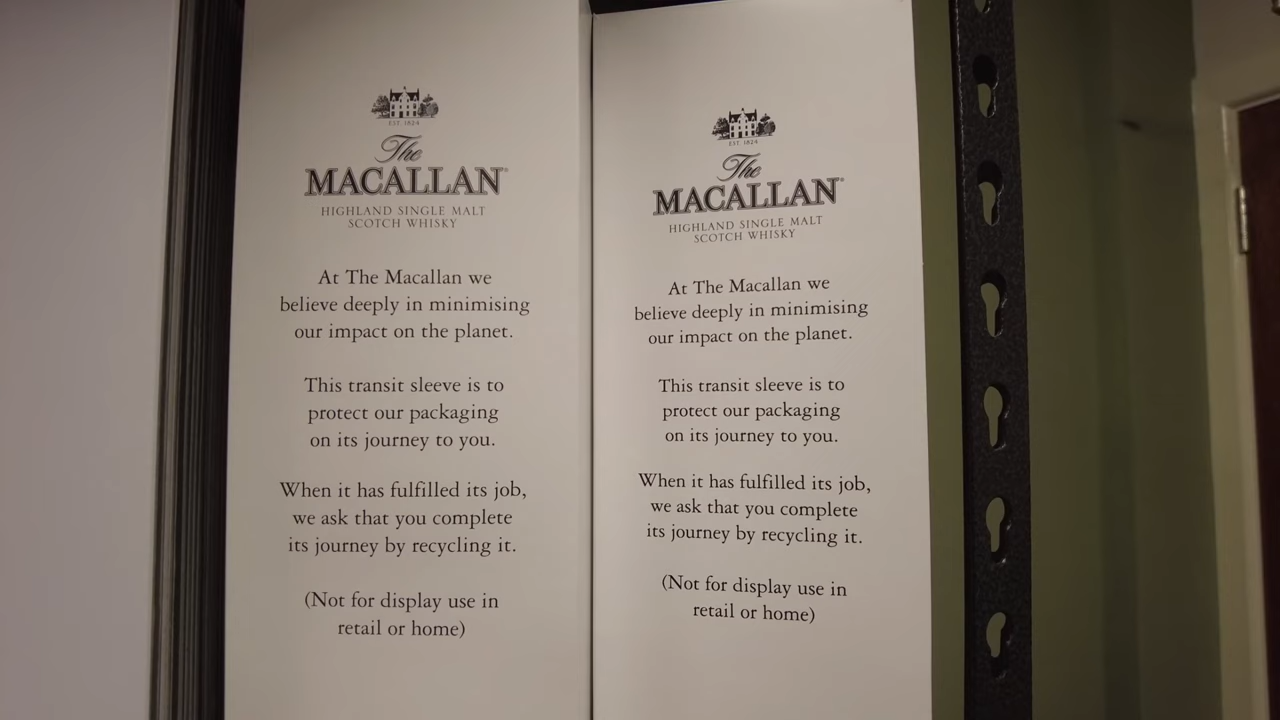 EST. 1824
The
MACALLAN
HIGHLAND SINGLE MALT
SCOTCH WHISKY
At The Macallan we
believe deeply in minimising
our impact on the planet.
This transit sleeve is to
protect our packaging
on its journey to you.
When it has fulfilled its job,
we ask that you complete
its journey by recycling it.
(Not for display use in
retail or home)
EST. 1824
The
MACALLAN
HIGHLAND SINGLE MALT
SCOTCH WHISKY
At The Macallan we
believe deeply in minimising
our impact on the planet.
This transit sleeve is to
protect our packaging
on its journey to you.
When it has fulfilled its job,
we ask that you complete
its journey by recycling it.
(Not for display use in
retail or home)